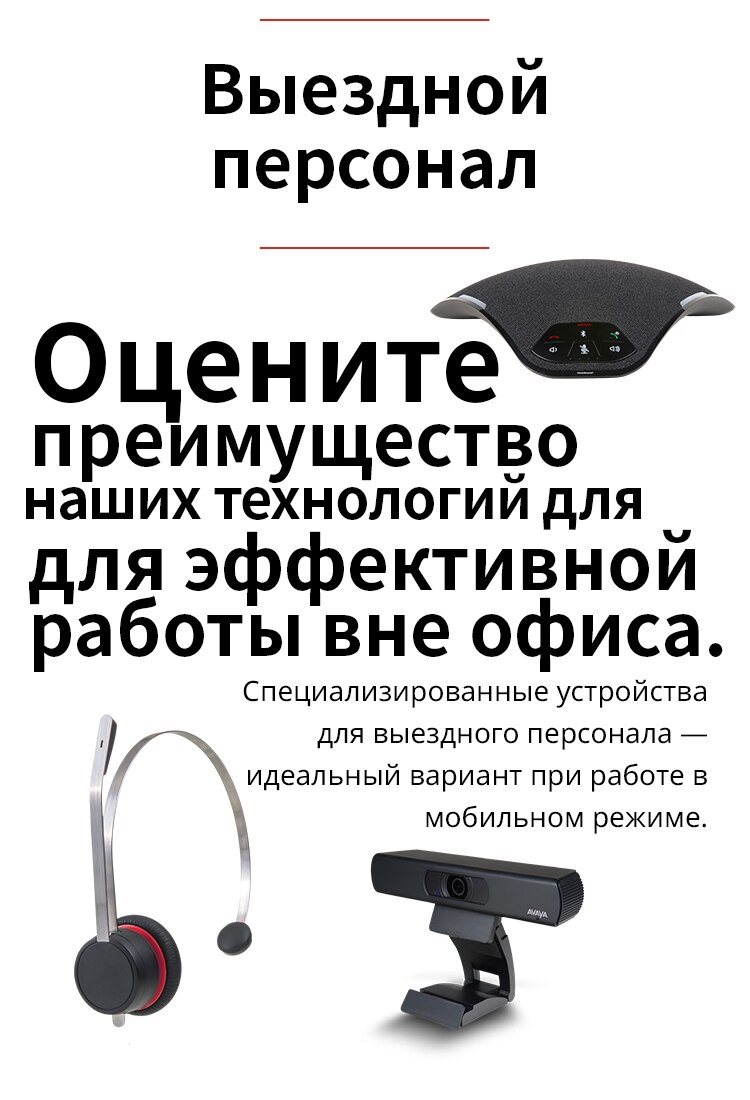 Выездной
персонал
Оцените
преимущество
наших технологий для
для эффективной
работы вне офиса.
Специализированные устройства
для выездного персонала —
идеальный вариант при работе в
мобильном режиме.
AVAYA